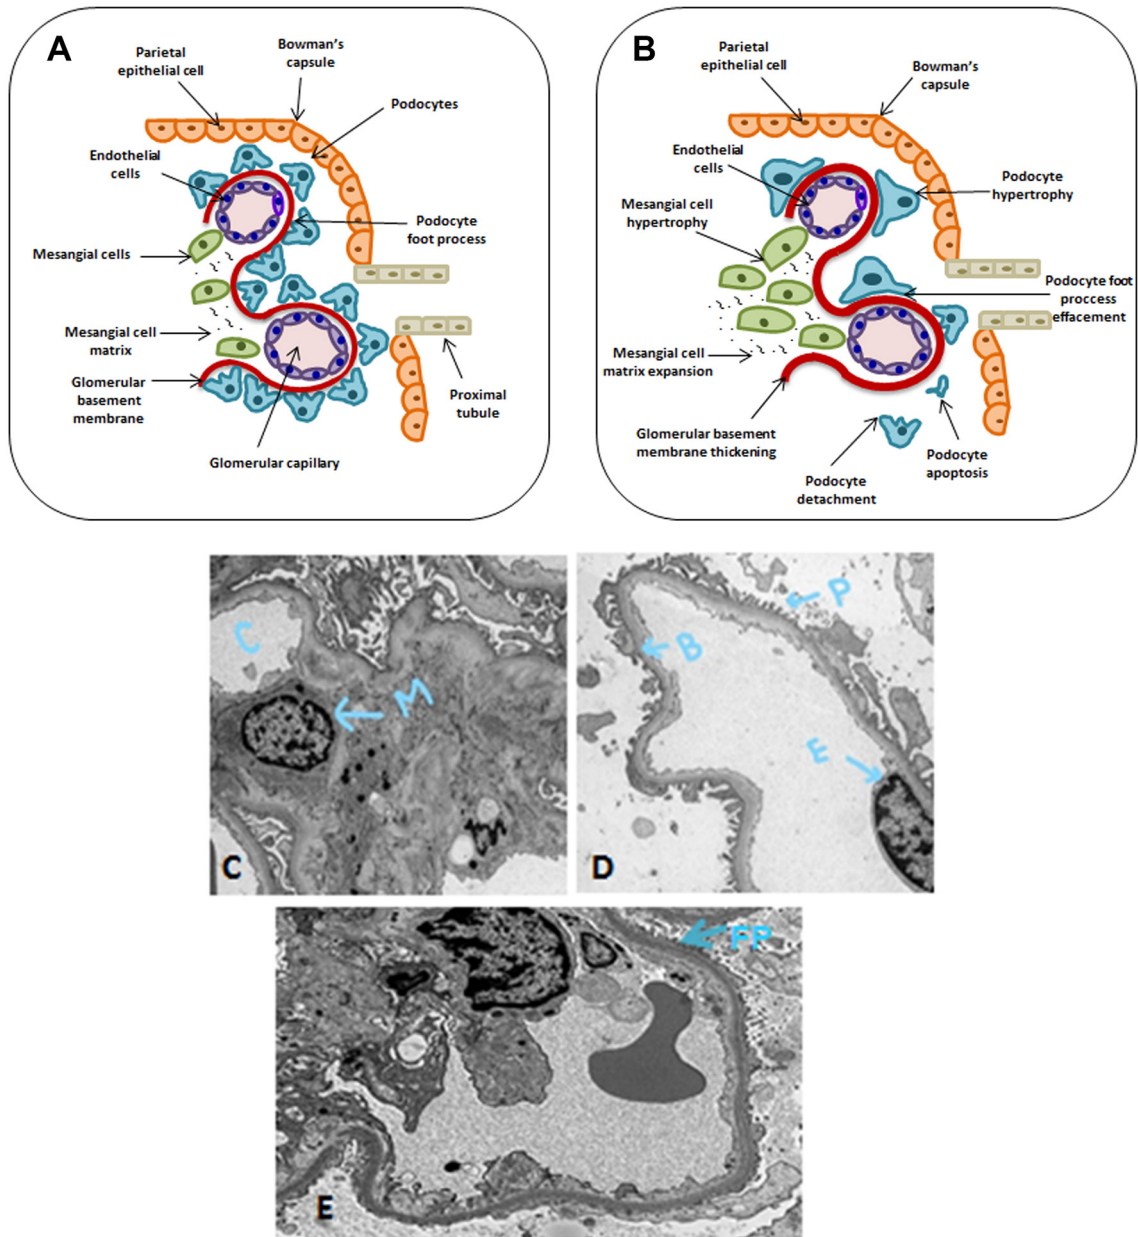 A
Parietal
epithelial cell
Bowman's
capsule
Podocytes
Endothelial
cells
Podocyte
foot process
Mesangial cells
Mesangial cell
matrix
Glomerular
basement
membrane
Proximal
tubule
Glomerular capillary
B
Parietal
epithelial cell
Bowman's
capsule
Endothelial
cells
Podocyte
hypertrophy
Mesangial cell
hypertrophy
Podocyte foot
proccess
effacement
Mesangial cell
matrix expansion
Glomerular basement
membrane thickening
Podocyte
apoptosis
Podocyte
detachment
C
M
C
P
B
E
D
FP
E